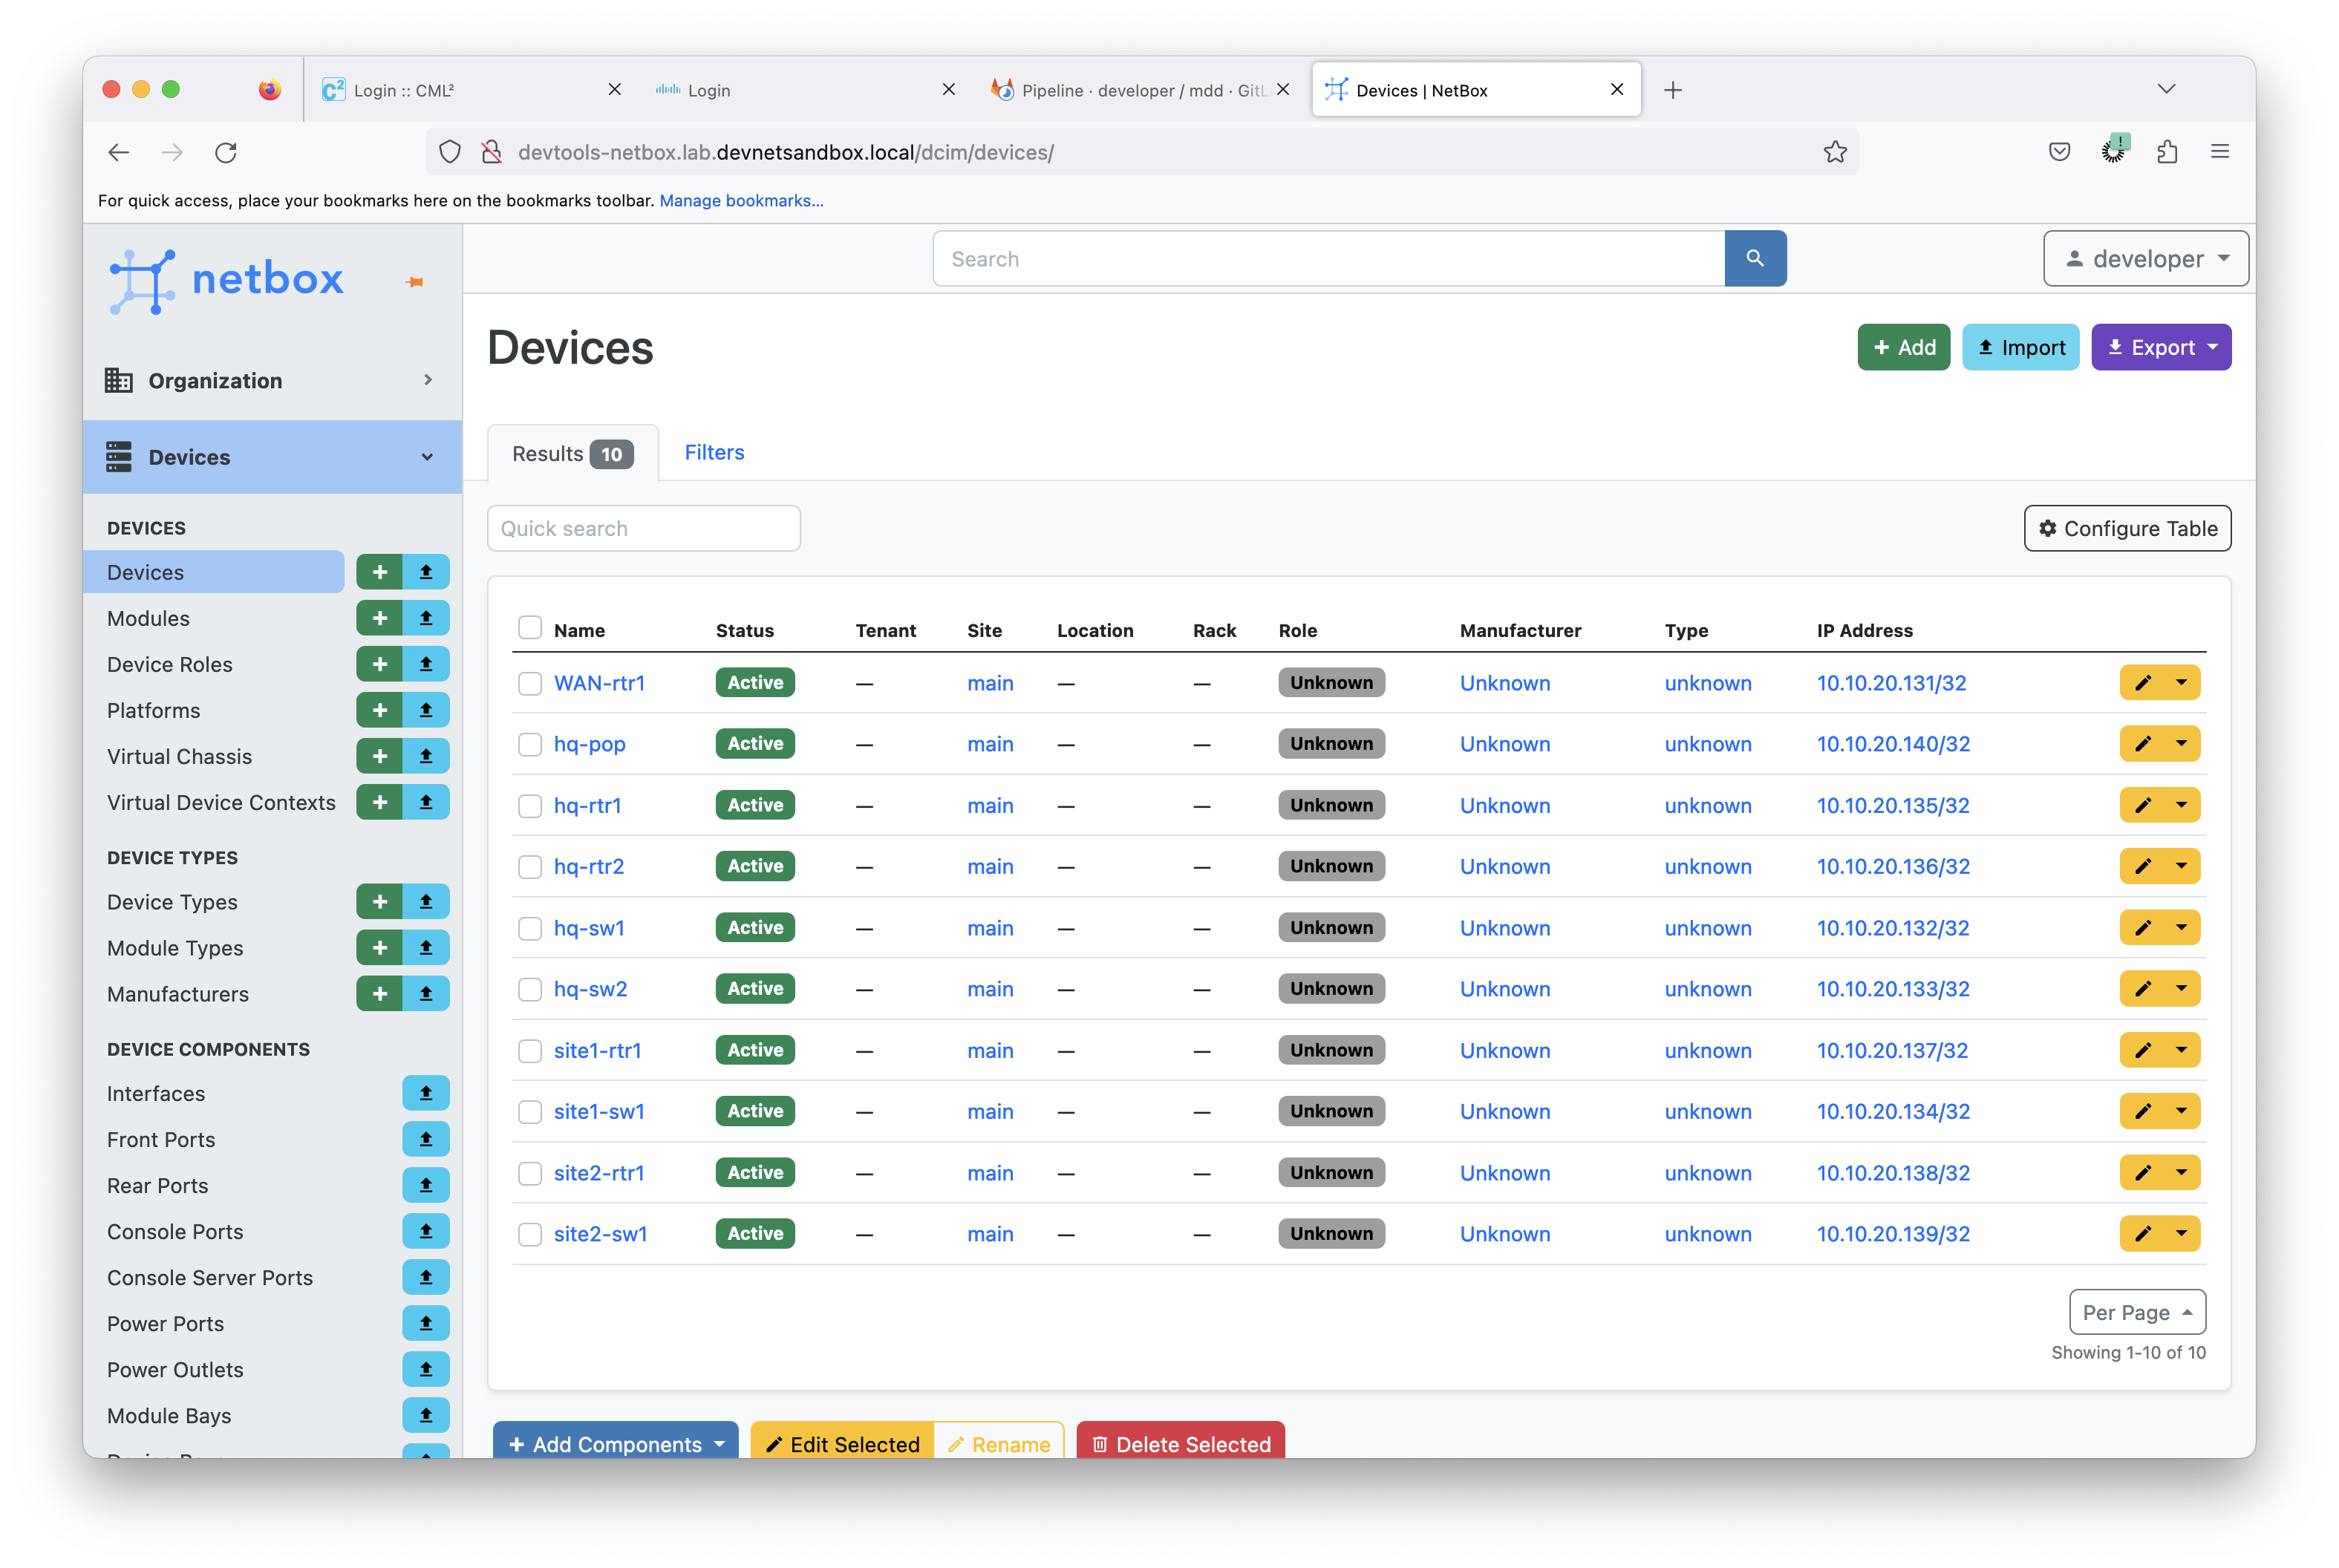 Login :: CML²
Login
Pipeline · developer / mdd · GitL
Devices | NetBox
devtools-netbox.lab.devnetsandbox.local/dcim/devices/
For quick access, place your bookmarks here on the bookmarks toolbar. Manage bookmarks...
netbox
Search
developer
Organization
Devices
DEVICES
Devices
Modules
Device Roles
Platforms
Virtual Chassis
Virtual Device Contexts
DEVICE TYPES
Device Types
Module Types
Manufacturers
DEVICE COMPONENTS
Interfaces
Front Ports
Rear Ports
Console Ports
Console Server Ports
Power Ports
Power Outlets
Module Bays
Devices
+ Add Import Export
Results 10 Filters
Quick search
Configure Table
Name Status Tenant Site Location Rack Role Manufacturer Type IP Address
WAN-rtr1 Active — main — — Unknown Unknown unknown 10.10.20.131/32
hq-pop Active — main — — Unknown Unknown unknown 10.10.20.140/32
hq-rtr1 Active — main — — Unknown Unknown unknown 10.10.20.135/32
hq-rtr2 Active — main — — Unknown Unknown unknown 10.10.20.136/32
hq-sw1 Active — main — — Unknown Unknown unknown 10.10.20.132/32
hq-sw2 Active — main — — Unknown Unknown unknown 10.10.20.133/32
site1-rtr1 Active — main — — Unknown Unknown unknown 10.10.20.137/32
site1-sw1 Active — main — — Unknown Unknown unknown 10.10.20.134/32
site2-rtr1 Active — main — — Unknown Unknown unknown 10.10.20.138/32
site2-sw1 Active — main — — Unknown Unknown unknown 10.10.20.139/32
Per Page
Showing 1-10 of 10
+ Add Components Edit Selected Rename Delete Selected